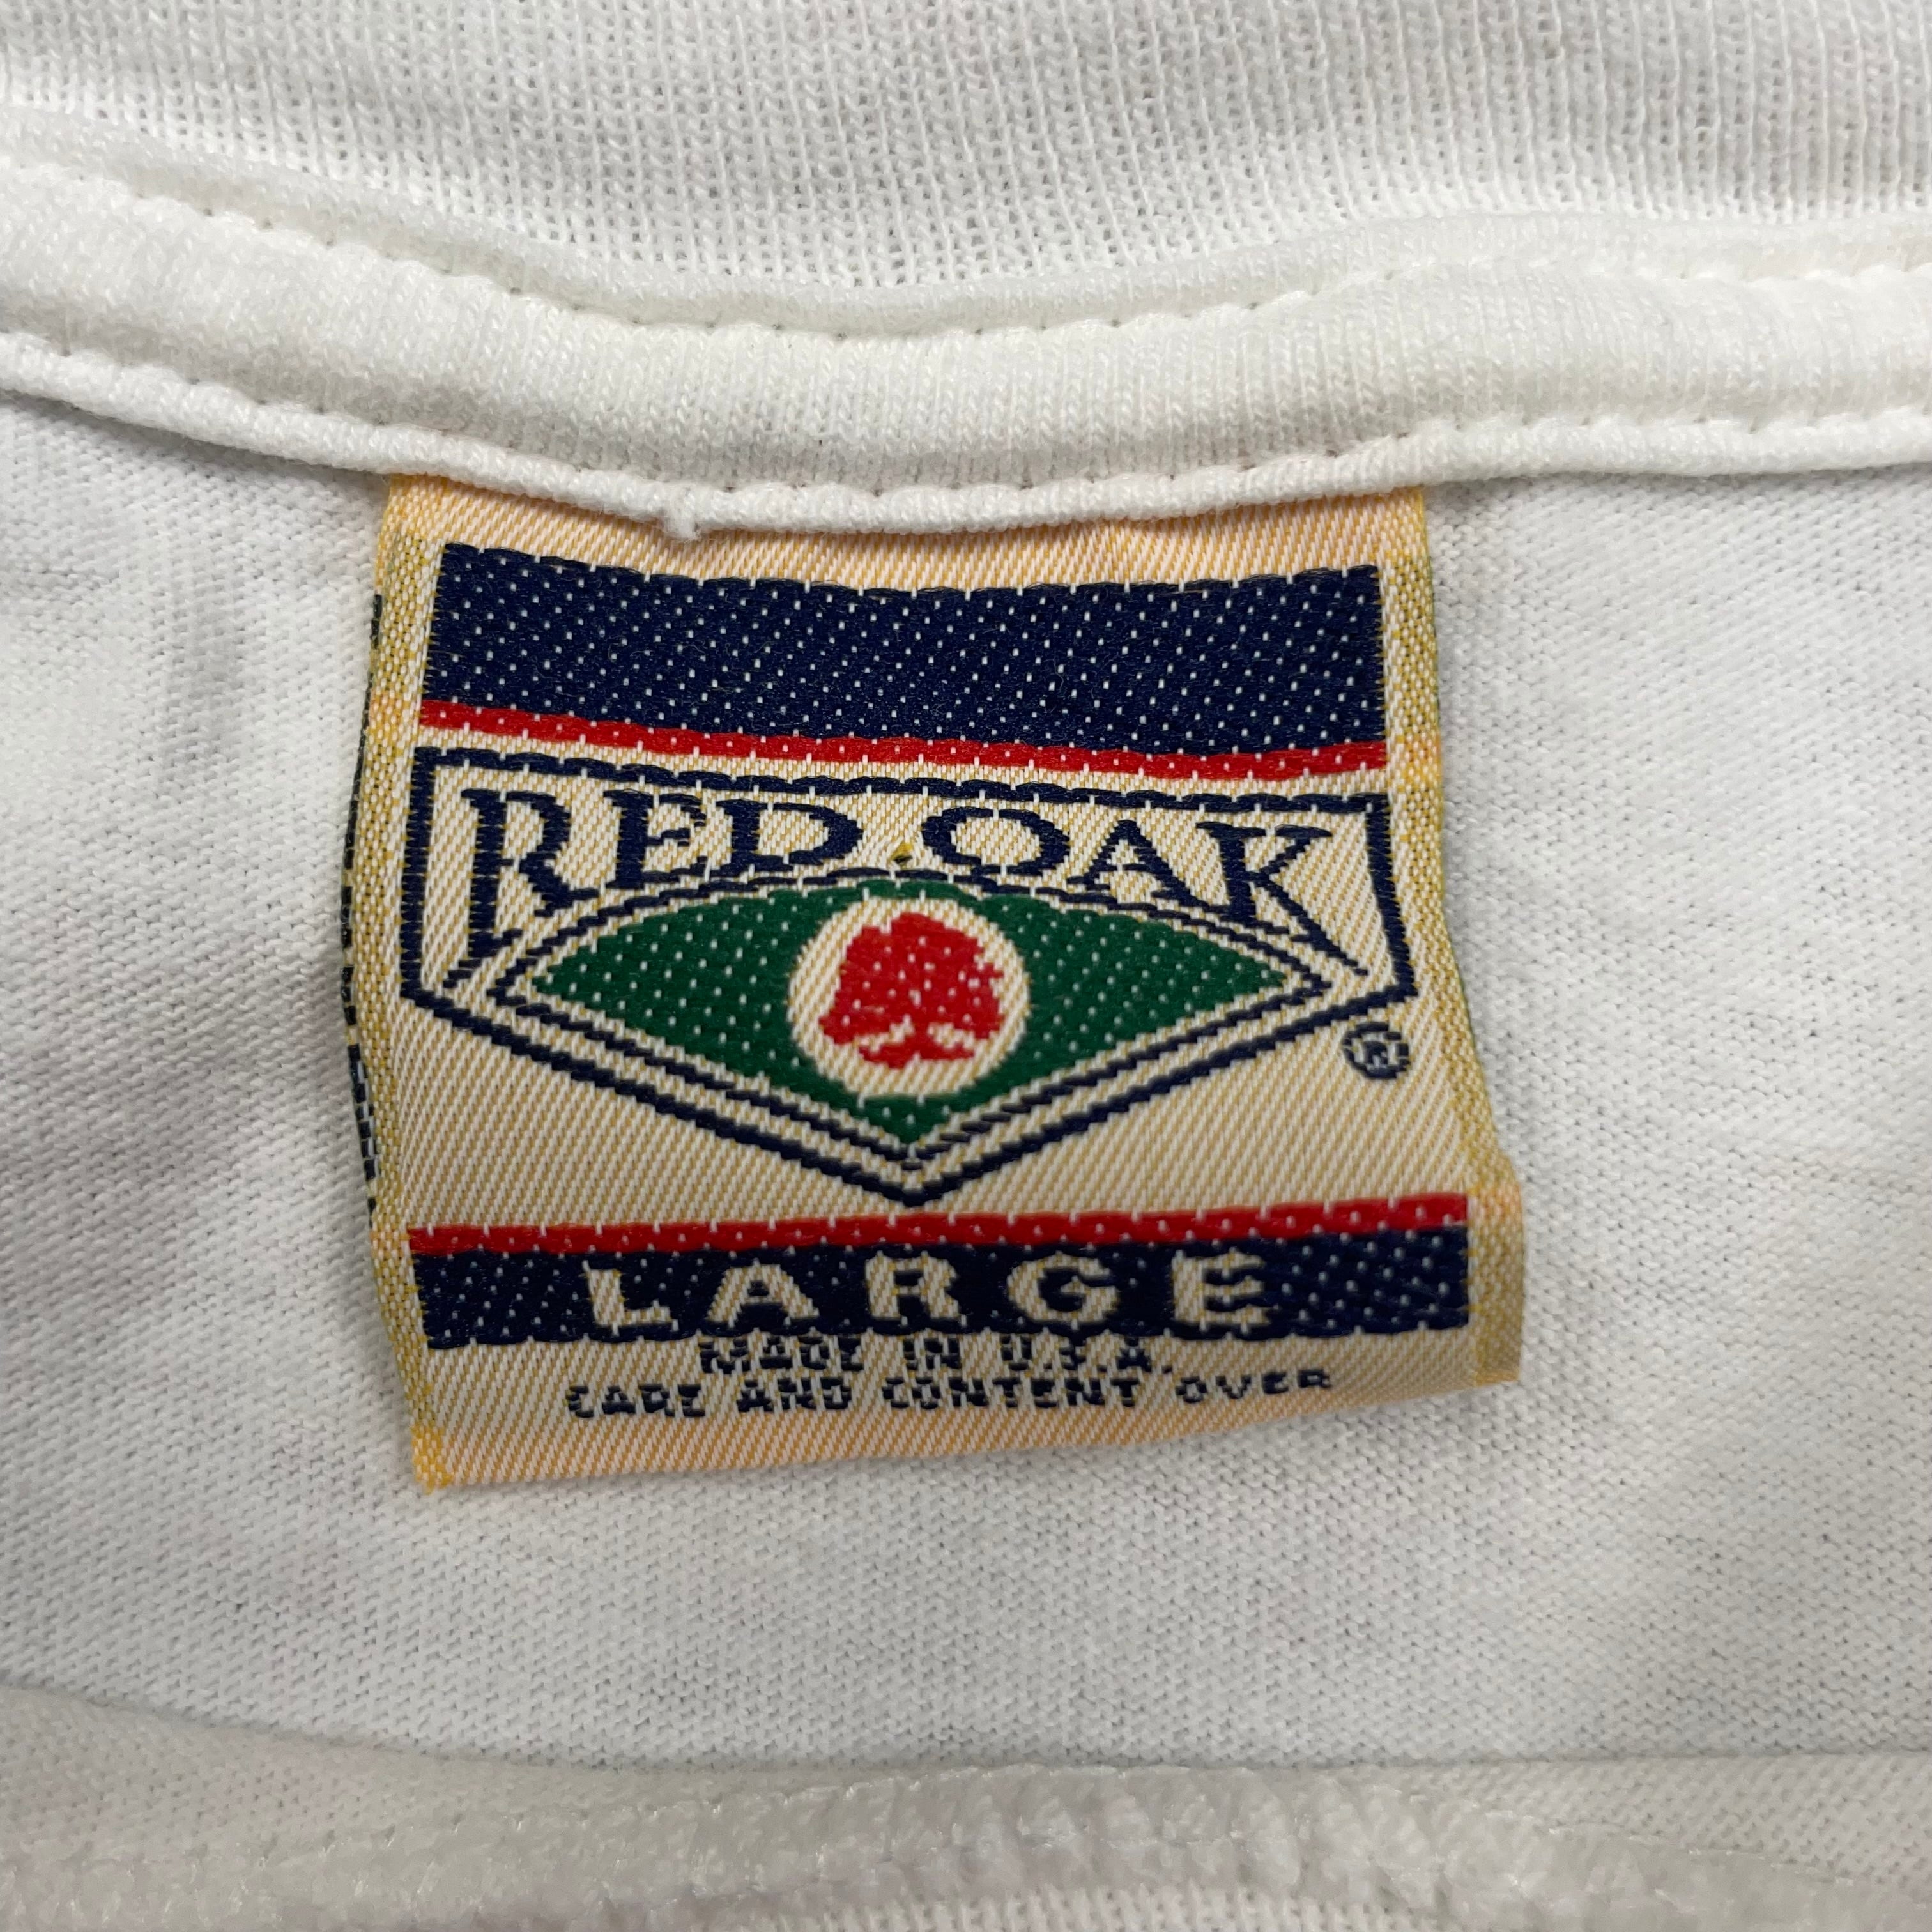 RED OAK
®
LARGE
MADE IN U.S.A.
CARE AND CONTENT OVER